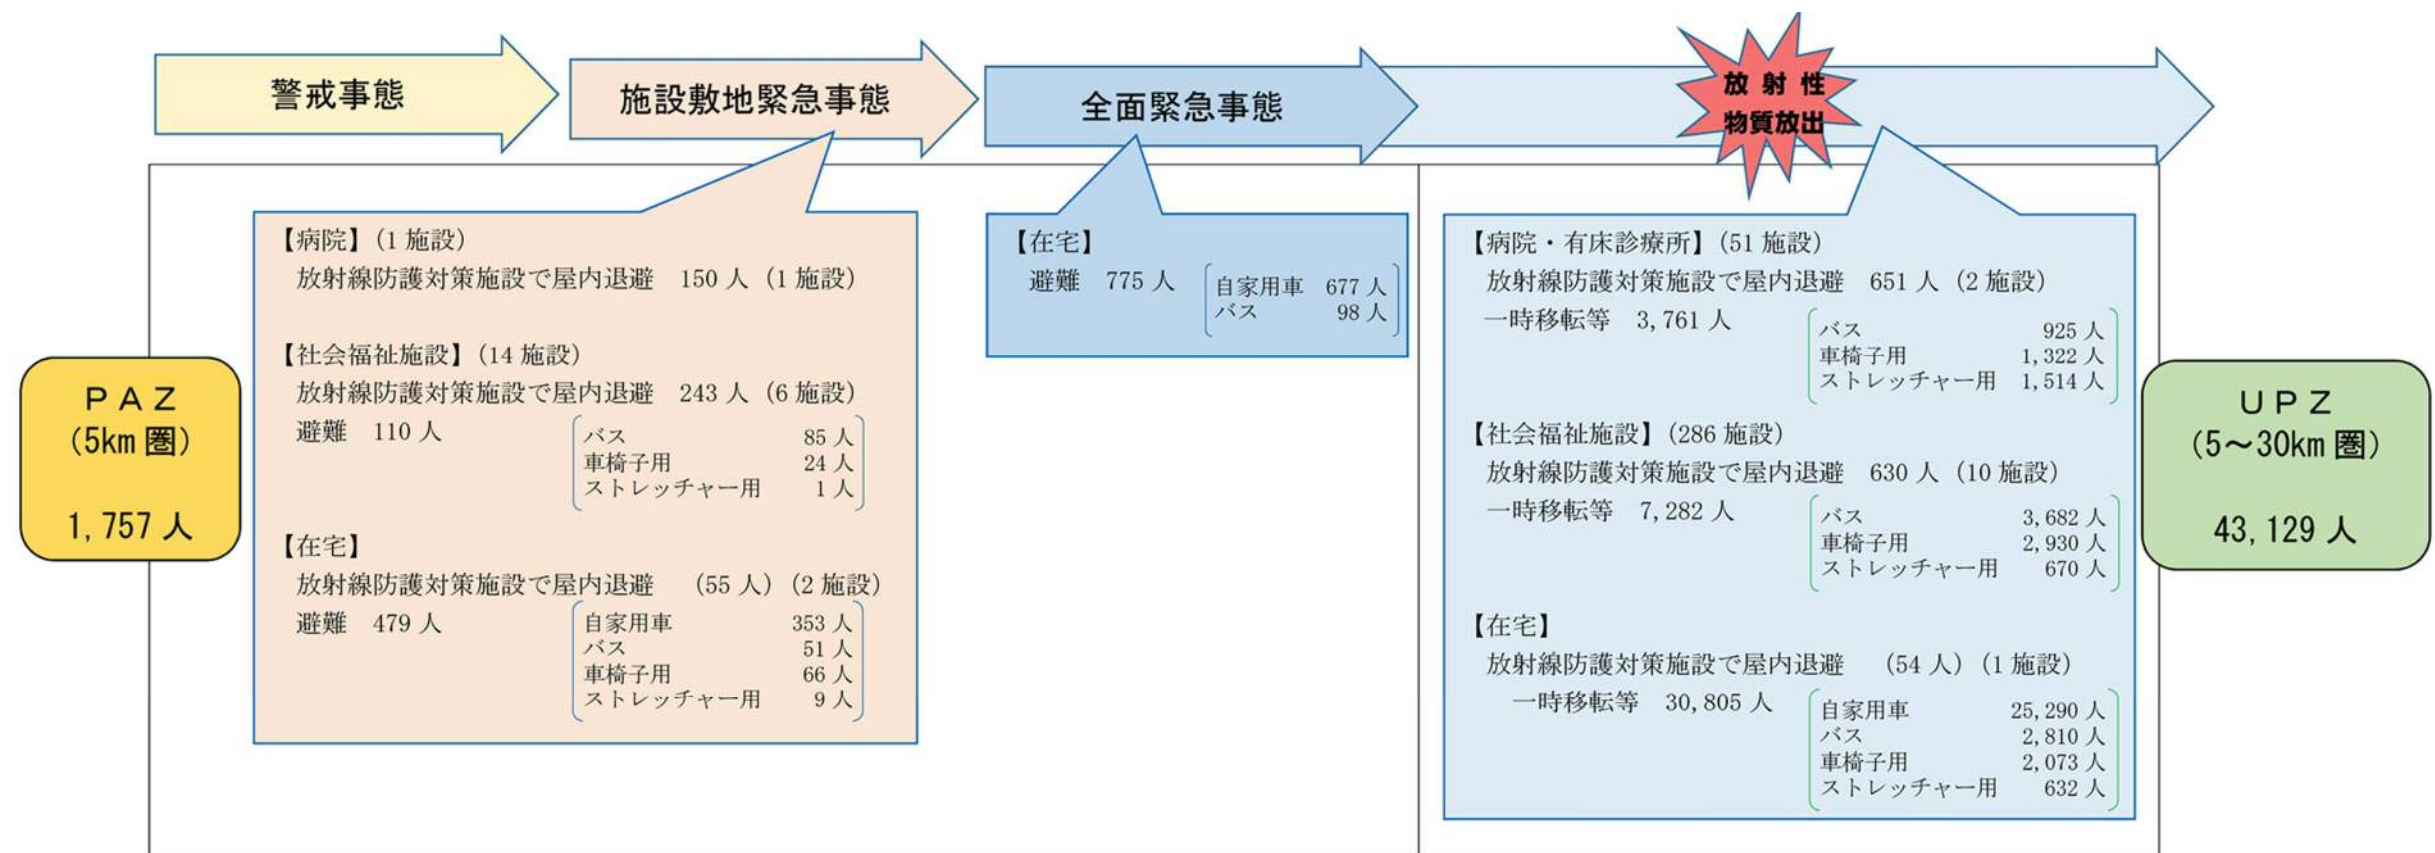 警戒事態
施設敷地緊急事態
全面緊急事態
放射性
物質放出
PAZ
(5km圏)
1,757人
【病院】(1施設)
放射線防護対策施設で屋内退避 150人 (1施設)
【社会福祉施設】(14施設)
放射線防護対策施設で屋内退避 243人 (6施設)
避難 110人
バス 85人
車椅子用 24人
ストレッチャー用 1人
【在宅】
放射線防護対策施設で屋内退避 (55人) (2施設)
避難 479人
自家用車 353人
バス 51人
車椅子用 66人
ストレッチャー用 9人
【在宅】
避難 775人
自家用車 677人
バス 98人
【病院・有床診療所】(51施設)
放射線防護対策施設で屋内退避 651人 (2施設)
一時移転等 3,761人
バス 925人
車椅子用 1,322人
ストレッチャー用 1,514人
【社会福祉施設】(286施設)
放射線防護対策施設で屋内退避 630人 (10施設)
一時移転等 7,282人
バス 3,682人
車椅子用 2,930人
ストレッチャー用 670人
【在宅】
放射線防護対策施設で屋内退避 (54人) (1施設)
一時移転等 30,805人
自家用車 25,290人
バス 2,810人
車椅子用 2,073人
ストレッチャー用 632人
UPZ
(5～30km圏)
43,129人